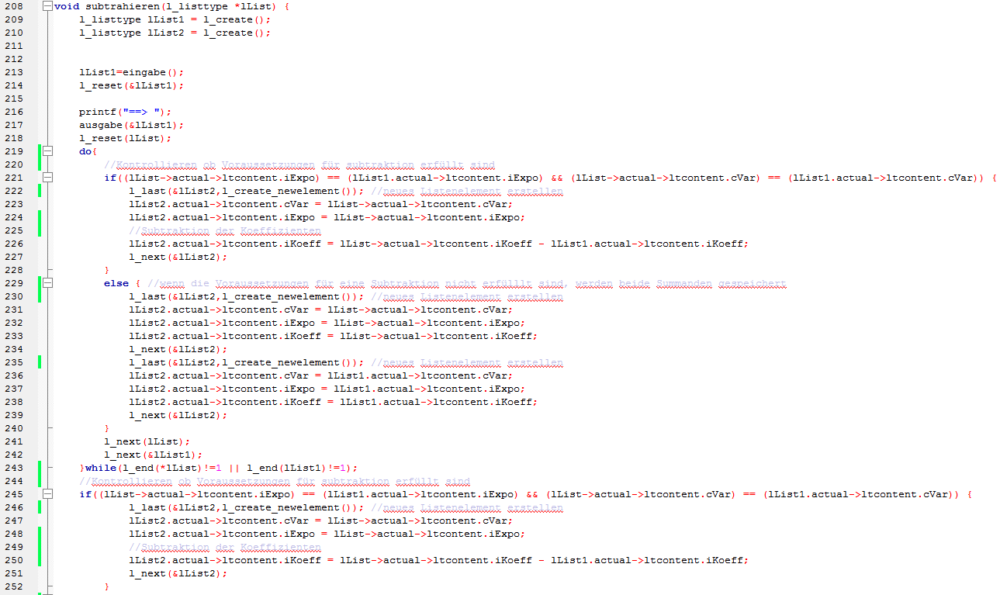 208 void subtrahieren(l_listtype *lList) {
209 l_listtype lList1 = l_create();
210 l_listtype lList2 = l_create();
211
212
213 lList1=eingabe();
214 l_reset(&lList1);
215
216 printf("==> ");
217 ausgabe(&lList1);
218 l_reset(lList);
219 do{
220 //Kontrollieren ob Voraussetzungen für subtraktion erfüllt sind
221 if((lList->actual->ltcontent.iExpo) == (lList1.actual->ltcontent.iExpo) && (lList->actual->ltcontent.cVar) == (lList1.actual->ltcontent.cVar)) {
222 l_last(&lList2,l_create_newelement()); //neues Listenelement erstellen
223 lList2.actual->ltcontent.cVar = lList->actual->ltcontent.cVar;
224 lList2.actual->ltcontent.iExpo = lList->actual->ltcontent.iExpo;
225 //Subtraktion der Koeffizienten
226 lList2.actual->ltcontent.iKoeff = lList->actual->ltcontent.iKoeff - lList1.actual->ltcontent.iKoeff;
227 l_next(&lList2);
228 }
229 else { //wenn die Voraussetzungen für eine Subtraktion nicht erfülllt sind, werden beide Summanden gespeichert
230 l_last(&lList2,l_create_newelement()); //neues Listenelement erstellen
231 lList2.actual->ltcontent.cVar = lList->actual->ltcontent.cVar;
232 lList2.actual->ltcontent.iExpo = lList->actual->ltcontent.iExpo;
233 lList2.actual->ltcontent.iKoeff = lList->actual->ltcontent.iKoeff;
234 l_next(&lList2);
235 l_last(&lList2,l_create_newelement()); //neues Listenelement erstellen
236 lList2.actual->ltcontent.cVar = lList1.actual->ltcontent.cVar;
237 lList2.actual->ltcontent.iExpo = lList1.actual->ltcontent.iExpo;
238 lList2.actual->ltcontent.iKoeff = lList1.actual->ltcontent.iKoeff;
239 l_next(&lList2);
240 }
241 l_next(lList);
242 l_next(&lList1);
243 }while(l_end(*lList)!=1 || l_end(lList1)!=1);
244 //Kontrollieren ob Voraussetzungen für subtraktion erfüllt sind
245 if((lList->actual->ltcontent.iExpo) == (lList1.actual->ltcontent.iExpo) && (lList->actual->ltcontent.cVar) == (lList1.actual->ltcontent.cVar)) {
246 l_last(&lList2,l_create_newelement()); //neues Listenelement erstellen
247 lList2.actual->ltcontent.cVar = lList->actual->ltcontent.cVar;
248 lList2.actual->ltcontent.iExpo = lList->actual->ltcontent.iExpo;
249 //Subtraktion der Koeffizienten
250 lList2.actual->ltcontent.iKoeff = lList->actual->ltcontent.iKoeff - lList1.actual->ltcontent.iKoeff;
251 l_next(&lList2);
252 }